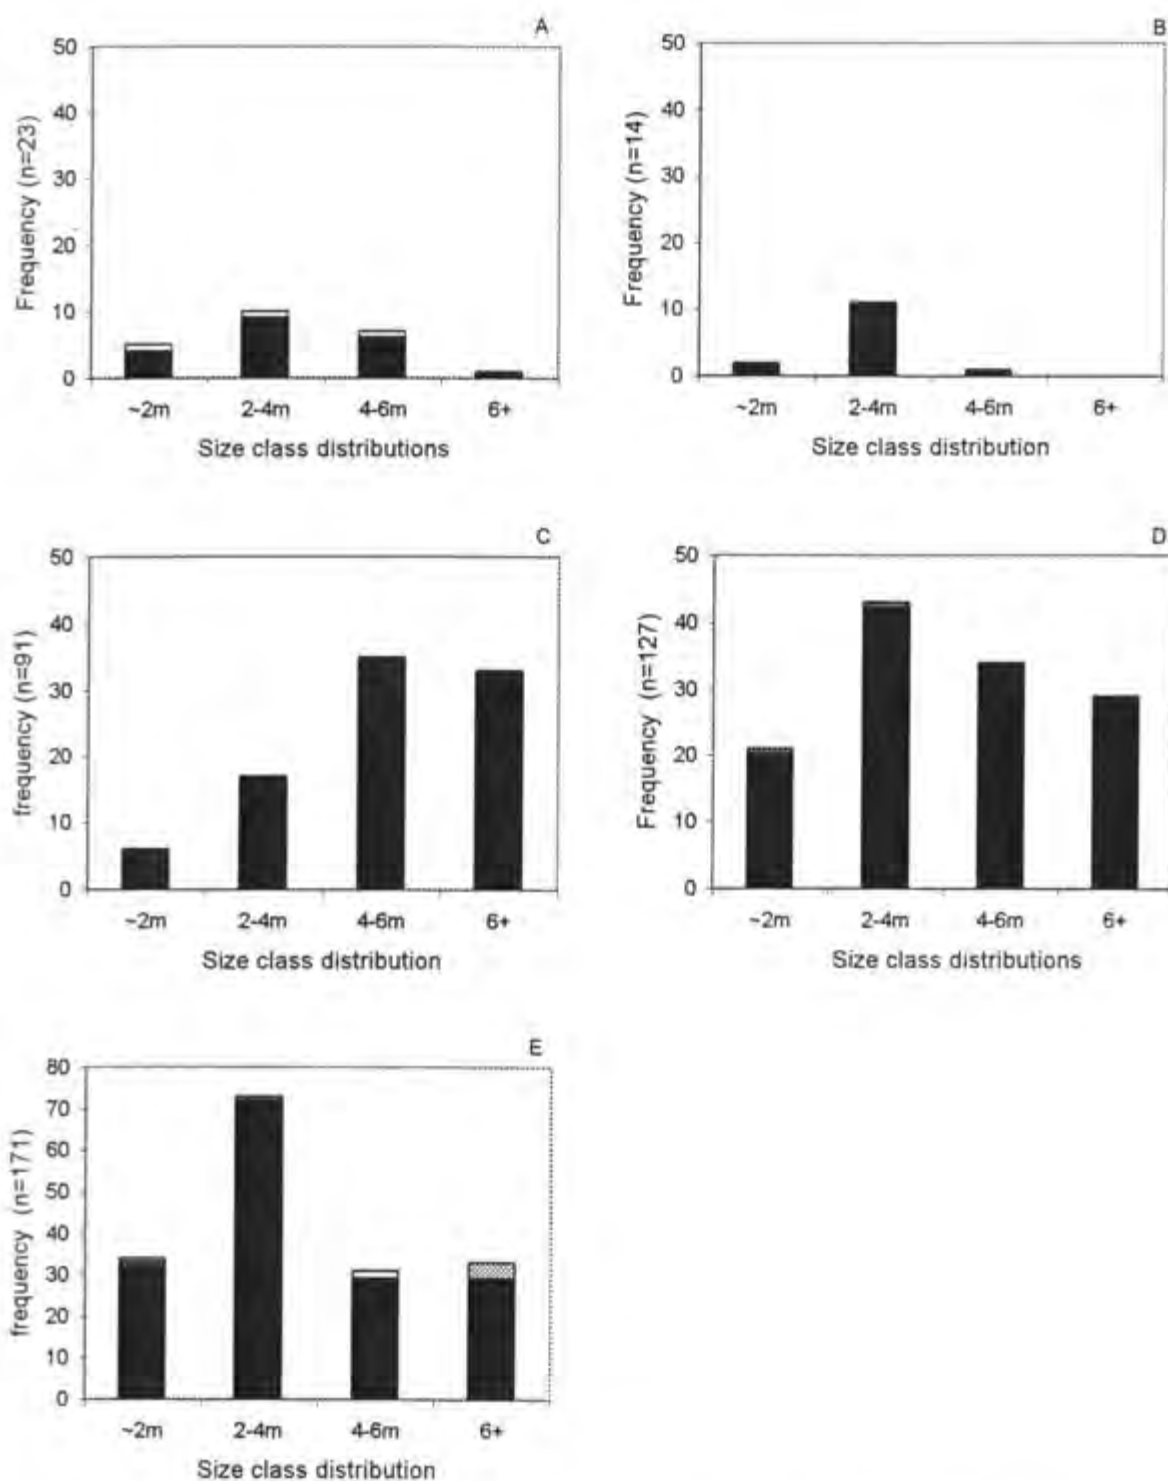 A
50
40
30
20
10
0
Frequency (n=23)
~2m 2-4m 4-6m 6+
Size class distributions
B
50
40
30
20
10
0
Frequency (n=14)
~2m 2-4m 4-6m 6+
Size class distribution
C
50
40
30
20
10
0
frequency (n=91)
~2m 2-4m 4-6m 6+
Size class distribution
D
50
40
30
20
10
0
Frequency (n=127)
~2m 2-4m 4-6m 6+
Size class distributions
E
80
70
60
50
40
30
20
10
0
frequency (n=171)
~2m 2-4m 4-6m 6+
Size class distribution